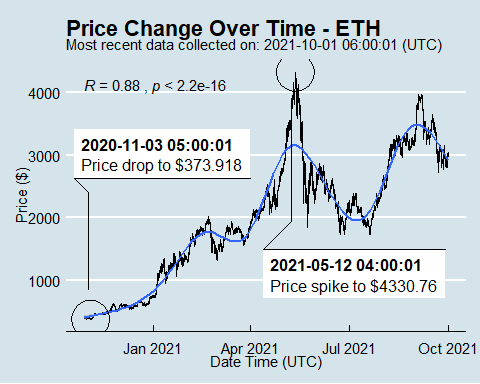 Price Change Over Time - ETH
Most recent data collected on: 2021-10-01 06:00:01 (UTC)
R = 0.88 , p < 2.2e-16
4000
3000
2000
1000
Price ($)
2020-11-03 05:00:01
Price drop to $373.918
2021-05-12 04:00:01
Price spike to $4330.76
Jan 2021
Apr 2021
Jul 2021
Oct 2021
Date Time (UTC)